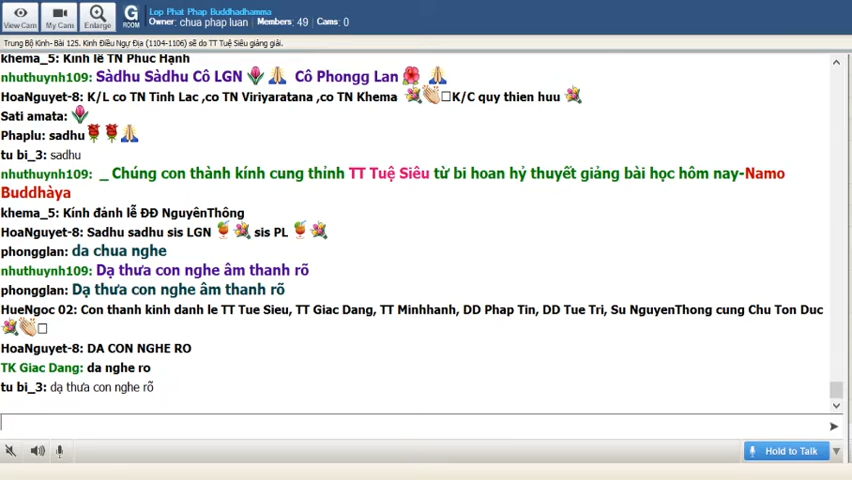 View Cam
My Cams
Enlarge
G
ROOM
Lop Phat Phap Buddhadhamma
Owner: chua phap luan Members: 49 Cams: 0
Trung Bộ Kinh- Bài 125. Kinh Điều Ngự Địa (1104-1106) sẽ do TT Tuệ Siêu giảng giải.
khema_5: Kính lễ TN Phúc Hạnh
nhuthuynh109: Sàdhu Sàdhu Cô LGN 🌷 🙏 Cô Phongg Lan 🌺 🙏
HoaNguyet-8: K/L co TN Tinh Lac ,co TN Viriyaratana ,co TN Khema 💐👏□K/C quy thien huu 💐
Sati amata: 🌷
Phaplu: sadhu🌹🌹🙏
tu bi_3: sadhu
nhuthuynh109: _ Chúng con thành kính cung thỉnh TT Tuệ Siêu từ bi hoan hỷ thuyết giảng bài học hôm nay-Namo
Buddhàya
khema_5: Kính đảnh lễ ĐĐ NguyênThông
HoaNguyet-8: Sadhu sadhu sis LGN 🍹💐 sis PL 🍹💐
phongglan: da chua nghe
nhuthuynh109: Dạ thưa con nghe âm thanh rõ
phongglan: Dạ thưa con nghe âm thanh rõ
HueNgoc 02: Con thanh kinh danh le TT Tue Sieu, TT Giac Dang, TT Minhhanh, DD Phap Tin, DD Tue Tri, Su NguyenThong cung Chu Ton Duc
💐👏□
HoaNguyet-8: DA CON NGHE RO
TK Giac Dang: da nghe ro
tu bi_3: dạ thưa con nghe rõ
Hold to Talk